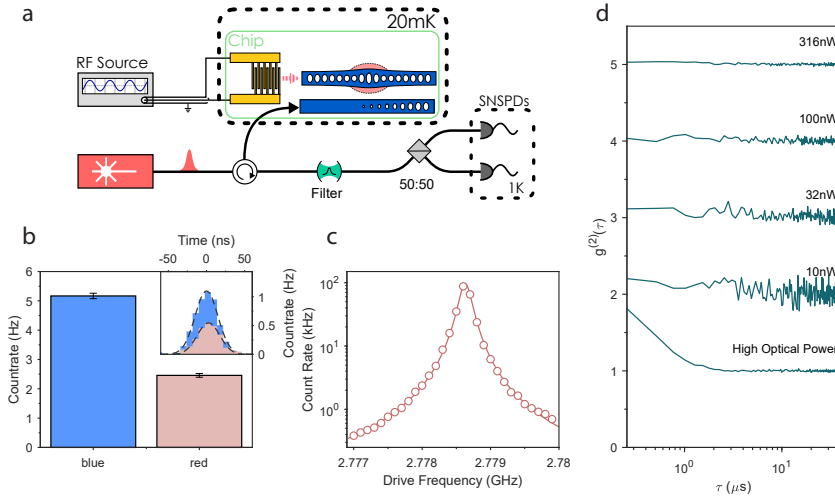 a
RF Source
Chip
20mK
SNSPDs
Filter
50:50
1K
b
Time (ns)
−50 0 50
Countrate (Hz)
0 1 2 3 4 5 6
0 0.5 1
Countrate (Hz)
blue red
c
Count Rate (kHz)
10⁰ 10¹ 10²
2.777 2.778 2.779 2.78
Drive Frequency (GHz)
d
g⁽²⁾(τ)
0 1 2 3 4 5
316nW
100nW
32nW
10nW
High Optical Power
10⁰ 10¹
τ (μs)